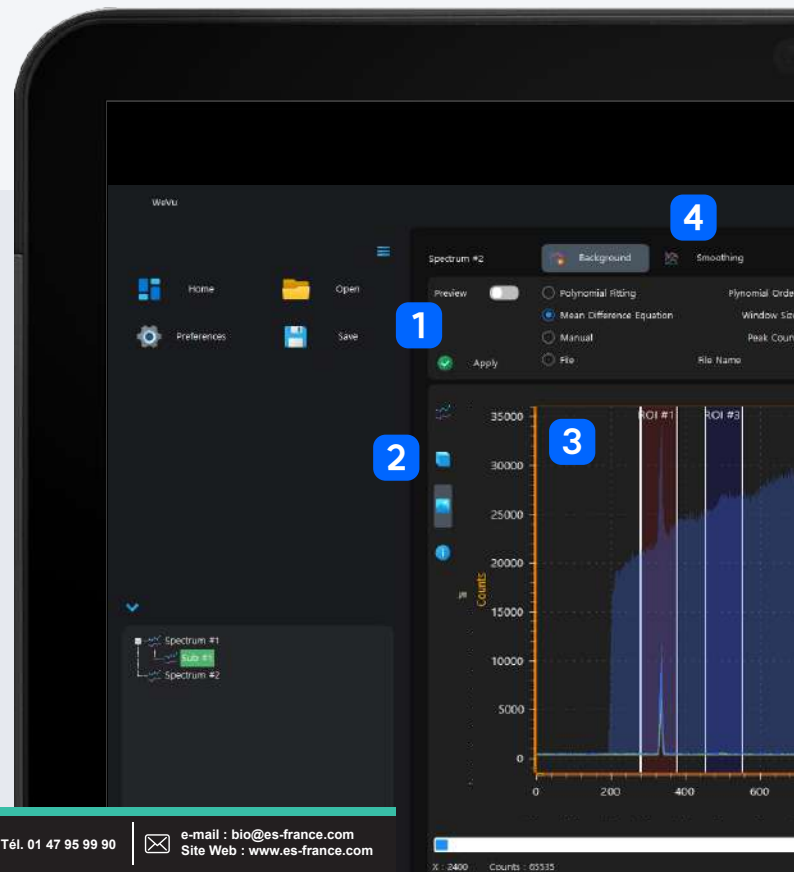 WeVu
4
Spectrum #2
Background
Smoothing
Home
Open
Preview
Polynomial Fitting
Plynomial Orde
1
Mean Difference Equation
Window Siz
Preferences
Save
Manual
Peak Coun
Apply
File
File Name
35000
ROI #1
ROI #3
2
3
30000
25000
20000
Counts
15000
10000
5000
0
Spectrum #1
Sub #1
Spectrum #2
0
200
400
600
Tél. 01 47 95 99 90
e-mail : bio@es-france.com
Site Web : www.es-france.com
X : 2400
Counts : 65535